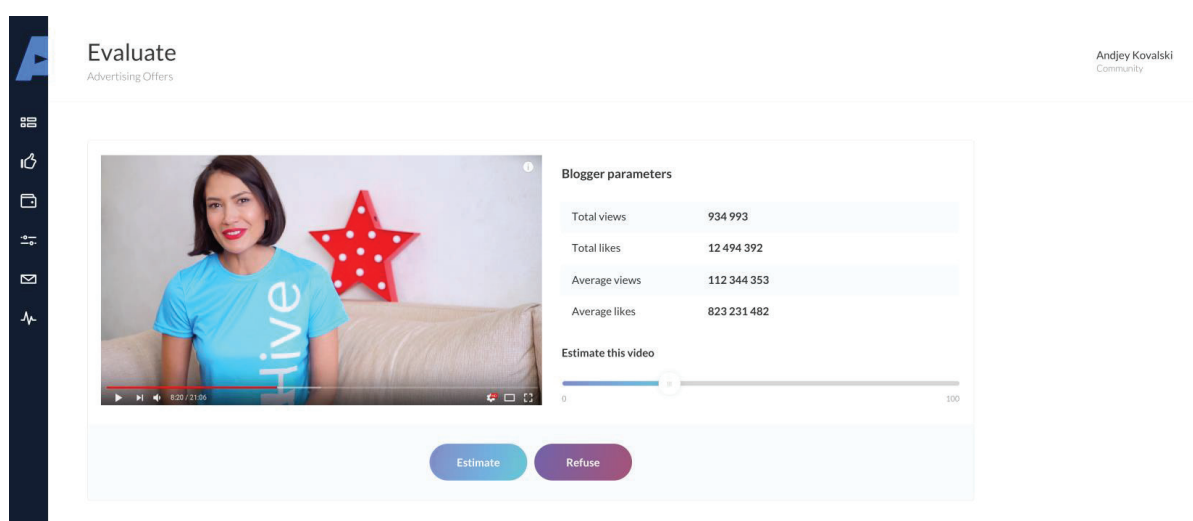 Evaluate
Advertising Offers
Andjey Kovalski
Community
Blogger parameters
Total views 934 993
Total likes 12 494 392
Average views 112 344 353
Average likes 823 231 482
Estimate this video
0 100
Hive
8:20 / 21:06
Estimate Refuse